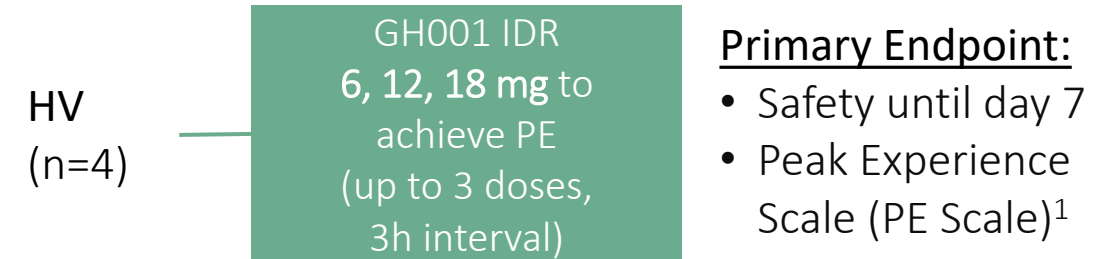 HV
(n=4)
GH001 IDR
6, 12, 18 mg to
achieve PE
(up to 3 doses,
3h interval)
Primary Endpoint:
• Safety until day 7
• Peak Experience
Scale (PE Scale)¹